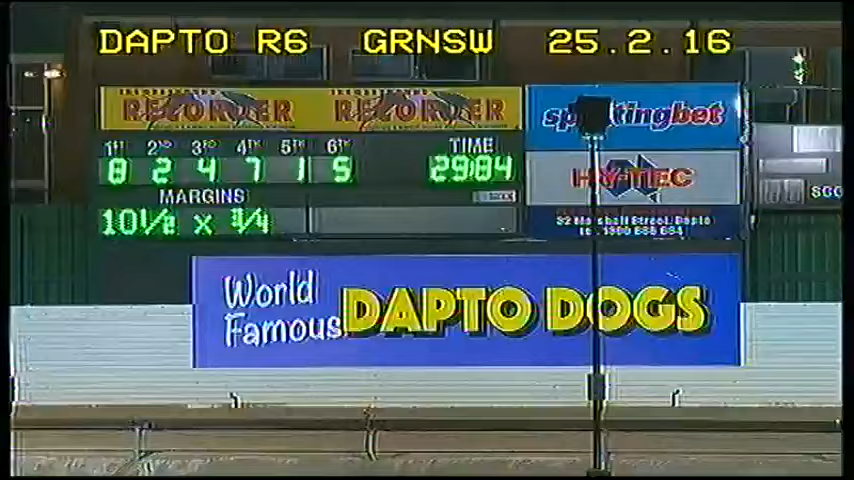 DAPTO R6 GRNSW 25.2.16
RECORDER RECORDER
sportingbet
1ST 2ND 3RD 4TH 5TH 6TH TIME
8 2 4 7 1 5 29:84
HY-TEC
MARGINS
10 1/2 x 3/4
World Famous DAPTO DOGS